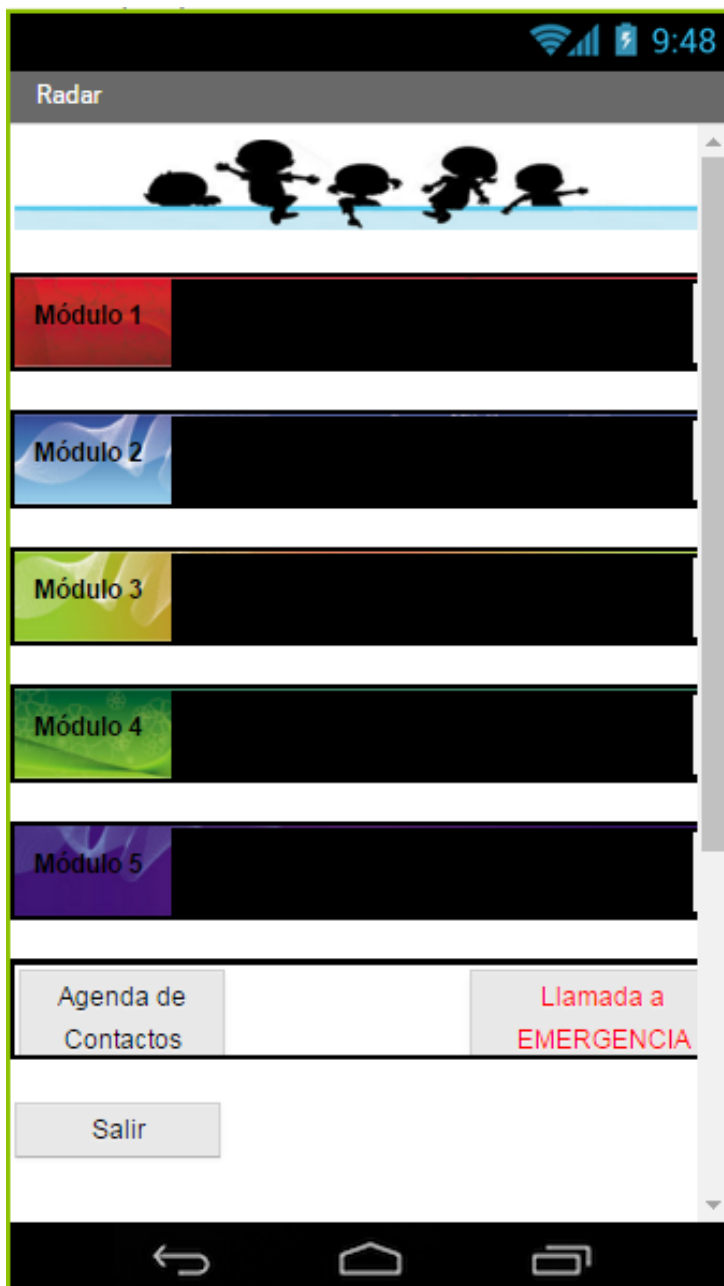 9:48
Radar
Módulo 1
Módulo 2
Módulo 3
Módulo 4
Módulo 5
Agenda de
Contactos
Llamada a
EMERGENCIA
Salir